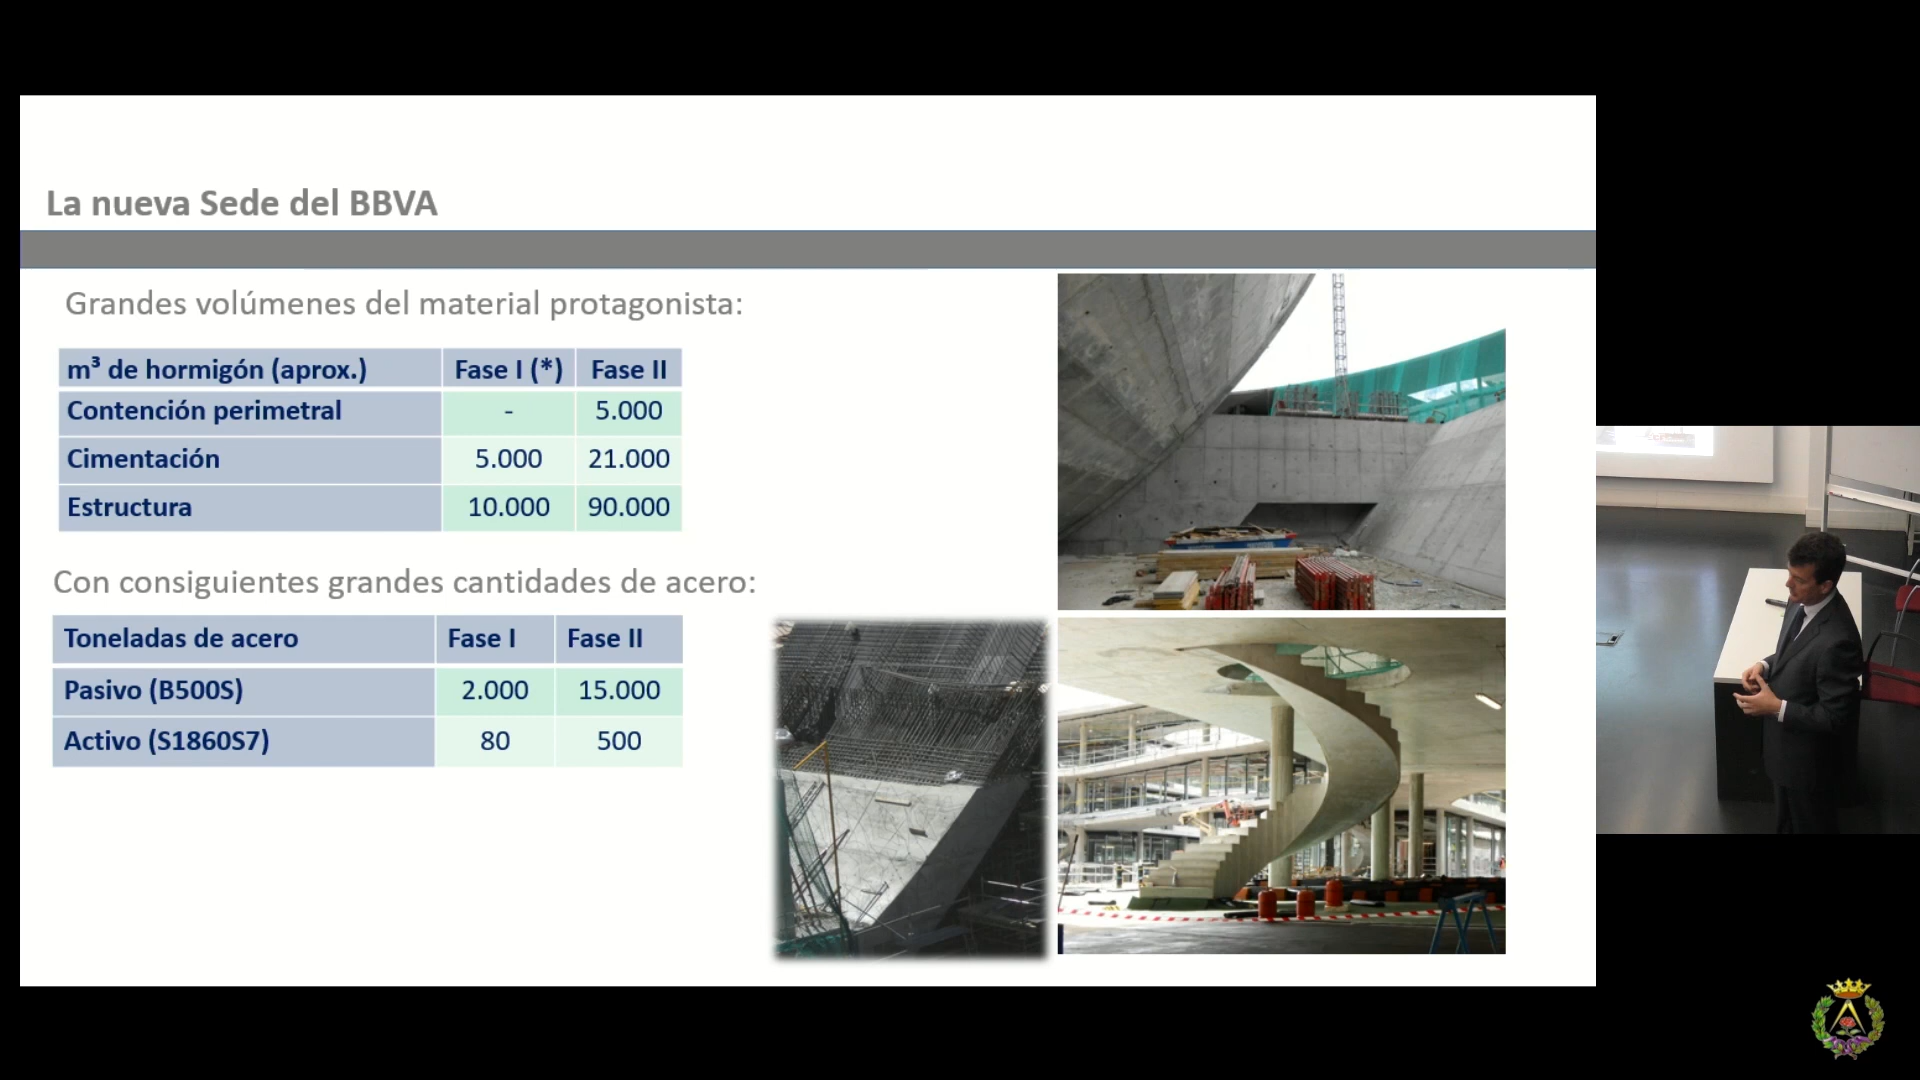 La nueva Sede del BBVA
Grandes volúmenes del material protagonista:
m³ de hormigón (aprox.) Fase I (*) Fase II
Contención perimetral - 5.000
Cimentación 5.000 21.000
Estructura 10.000 90.000
Con consiguientes grandes cantidades de acero:
Toneladas de acero Fase I Fase II
Pasivo (B500S) 2.000 15.000
Activo (S1860S7) 80 500